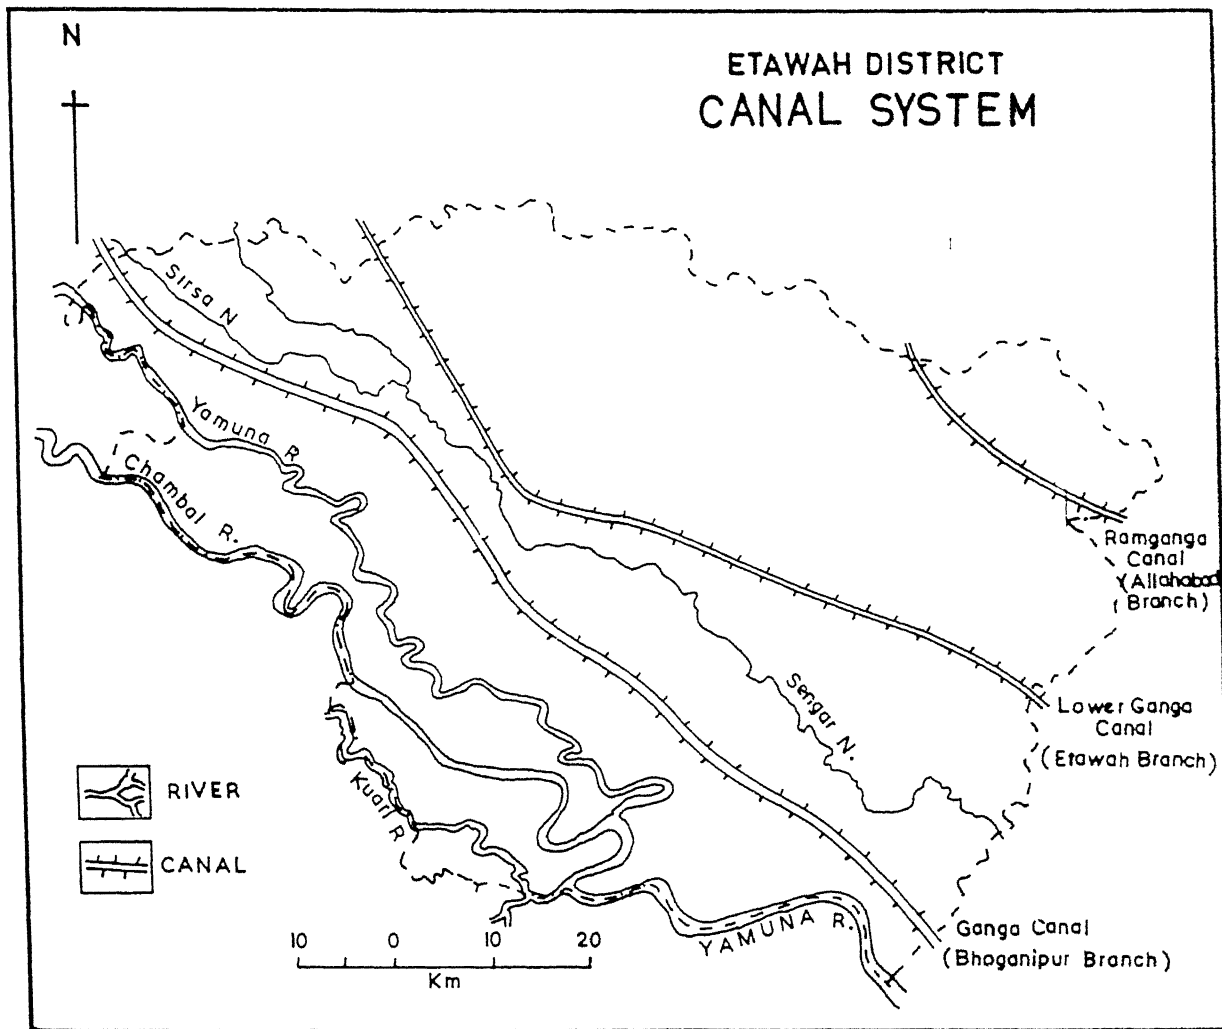 N
ETAWAH DISTRICT
CANAL SYSTEM
Sirsa N
Yamuna R
Chambal R.
Ramganga
Canal
(Allahabad
Branch)
Sengar N.
Lower Ganga
Canal
(Etawah Branch)
RIVER
Kuari R
CANAL
YAMUNA R.
Ganga Canal
(Bhoganipur Branch)
10 0 10 20
Km